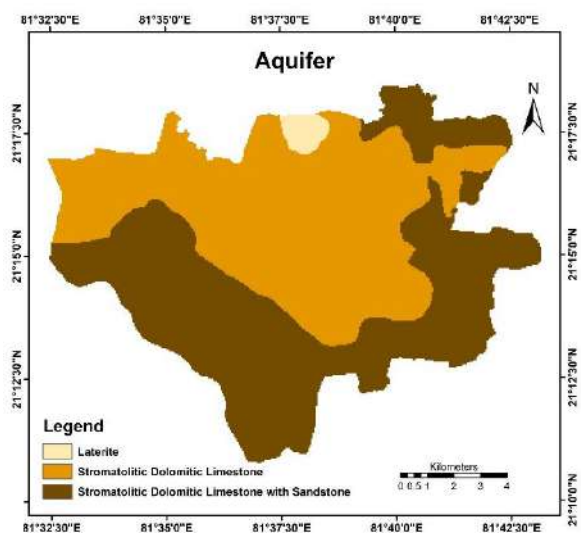 81°32'30"E 81°35'0"E 81°37'30"E 81°40'0"E 81°42'30"E
Aquifer
N
21°17'30"N 21°17'30"N
21°15'0"N 21°15'0"N
21°12'30"N 21°12'30"N
21°10'0"N
Legend
Laterite
Stromatolitic Dolomitic Limestone
Stromatolitic Dolomitic Limestone with Sandstone
Kilometers
0 0.5 1 2 3 4
81°32'30"E 81°35'0"E 81°37'30"E 81°40'0"E 81°42'30"E